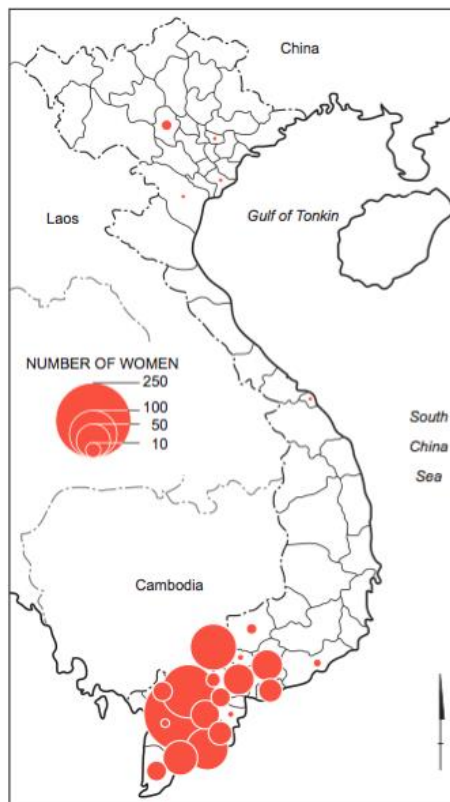 China
Laos
Gulf of Tonkin
NUMBER OF WOMEN
250
100
50
10
South
China
Sea
Cambodia